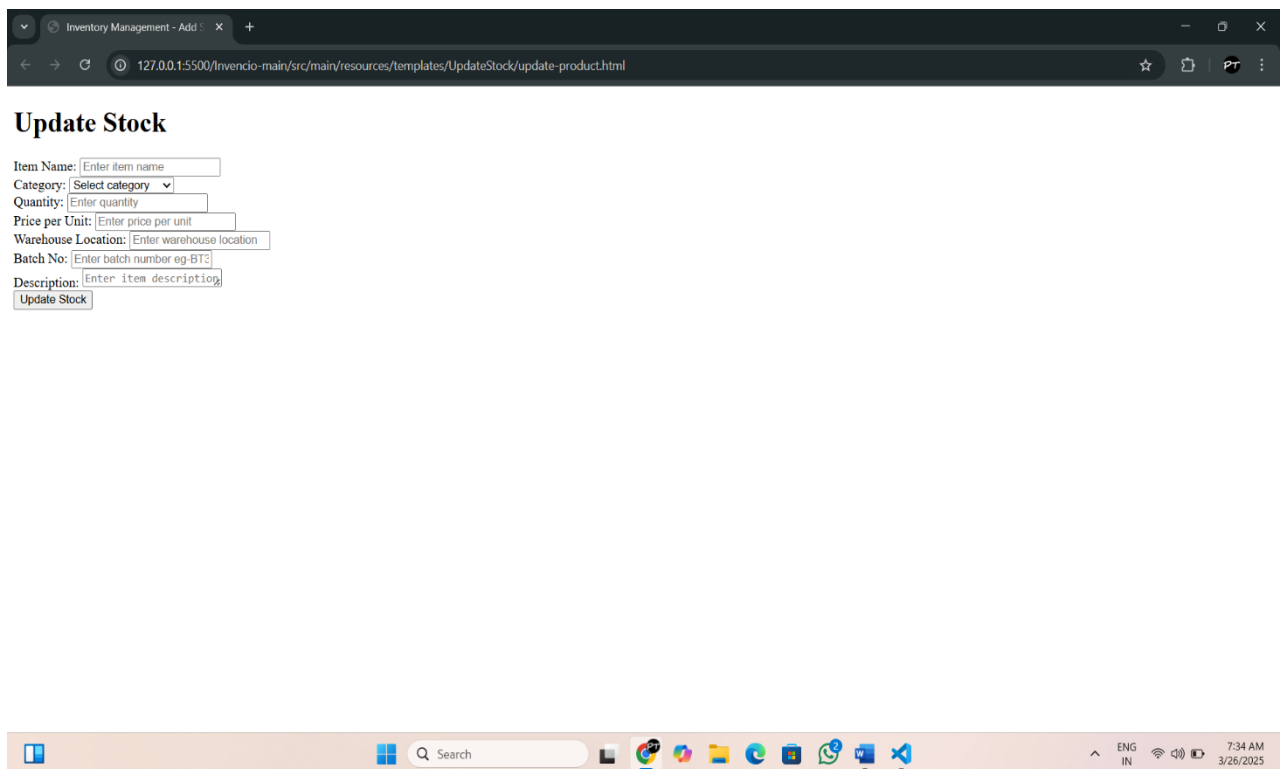 Inventory Management - Add S
127.0.0.1:5500/Invencio-main/src/main/resources/templates/UpdateStock/update-product.html
PT
Update Stock
Item Name: Enter item name
Category: Select category
Quantity: Enter quantity
Price per Unit: Enter price per unit
Warehouse Location: Enter warehouse location
Batch No: Enter batch number eg-BT3
Description: Enter item description
Update Stock
Search
PT
2
ENG
IN
7:34 AM
3/26/2025